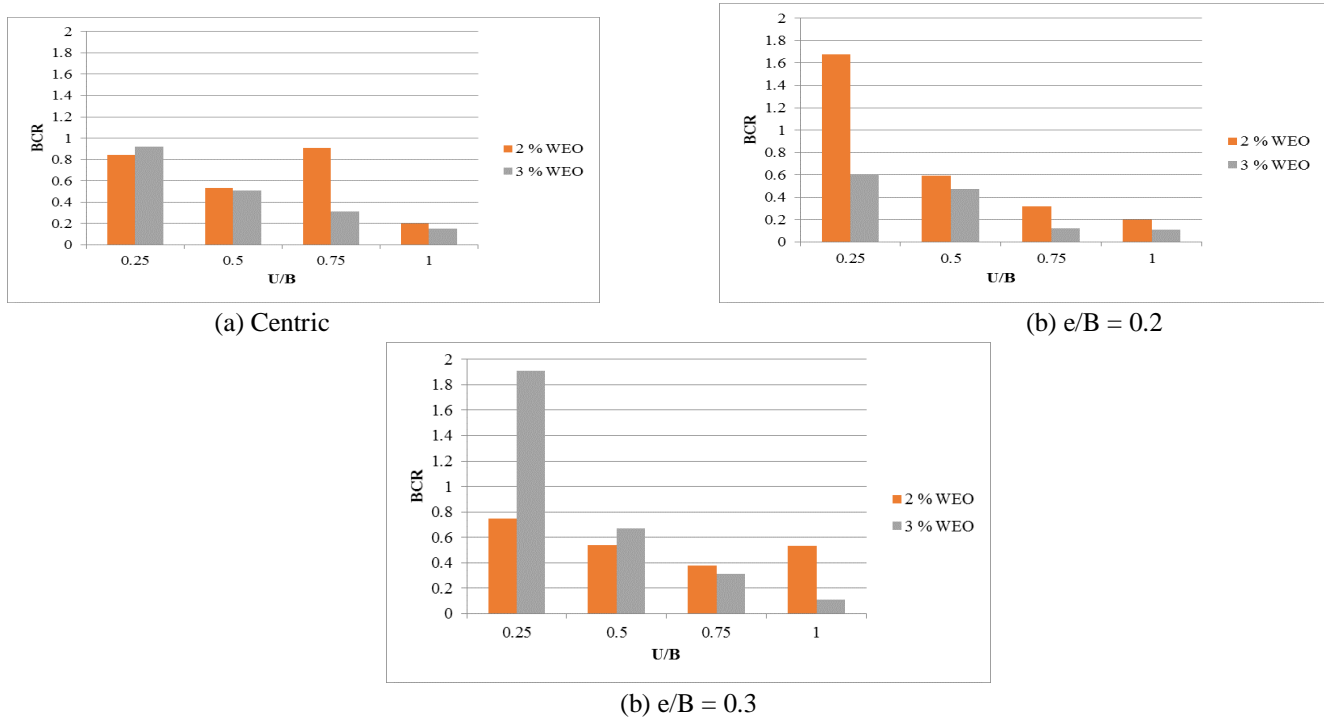 2
1.8
1.6
1.4
1.2
1
0.8
0.6
0.4
0.2
0
BCR
0.25 0.5 0.75 1
U/B
2 % WEO
3 % WEO
(a) Centric
2
1.8
1.6
1.4
1.2
1
0.8
0.6
0.4
0.2
0
BCR
0.25 0.5 0.75 1
U/B
2 % WEO
3 % WEO
(b) e/B = 0.2
2
1.8
1.6
1.4
1.2
1
0.8
0.6
0.4
0.2
0
BCR
0.25 0.5 0.75 1
U/B
2 % WEO
3 % WEO
(b) e/B = 0.3